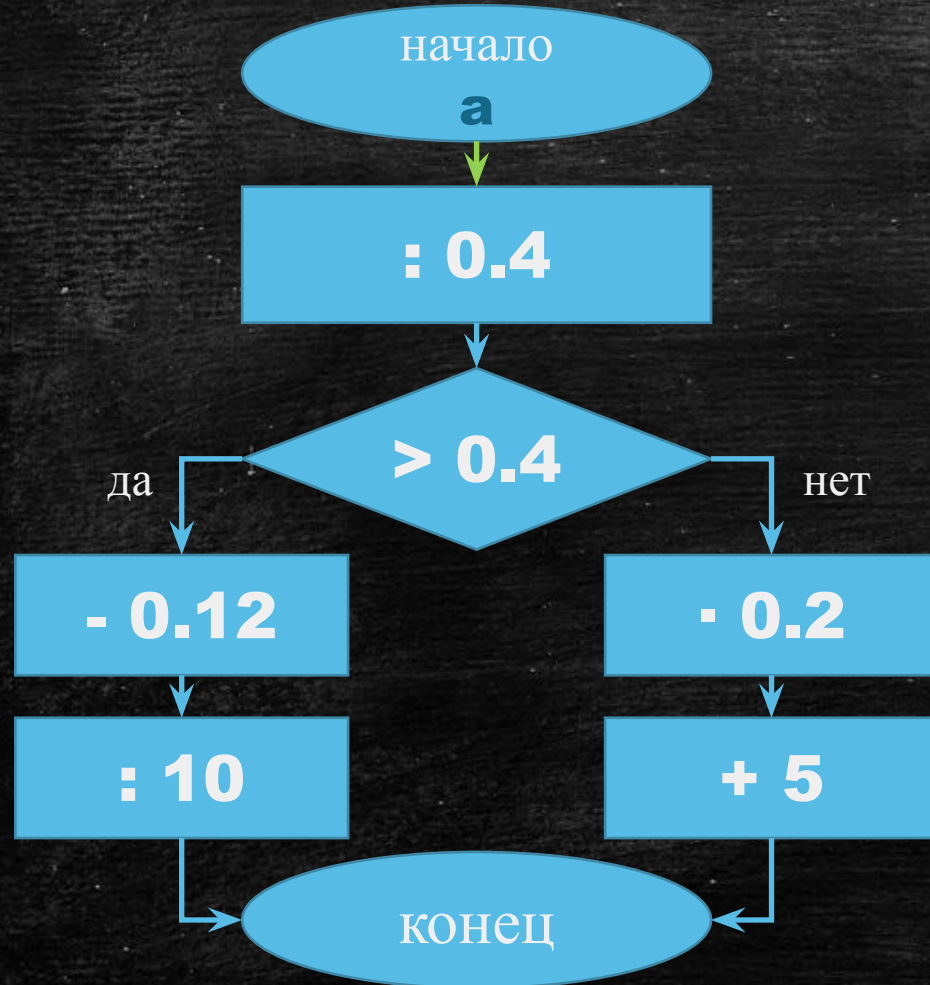 начало
a
: 0.4
> 0.4
да
нет
- 0.12
· 0.2
: 10
+ 5
конец